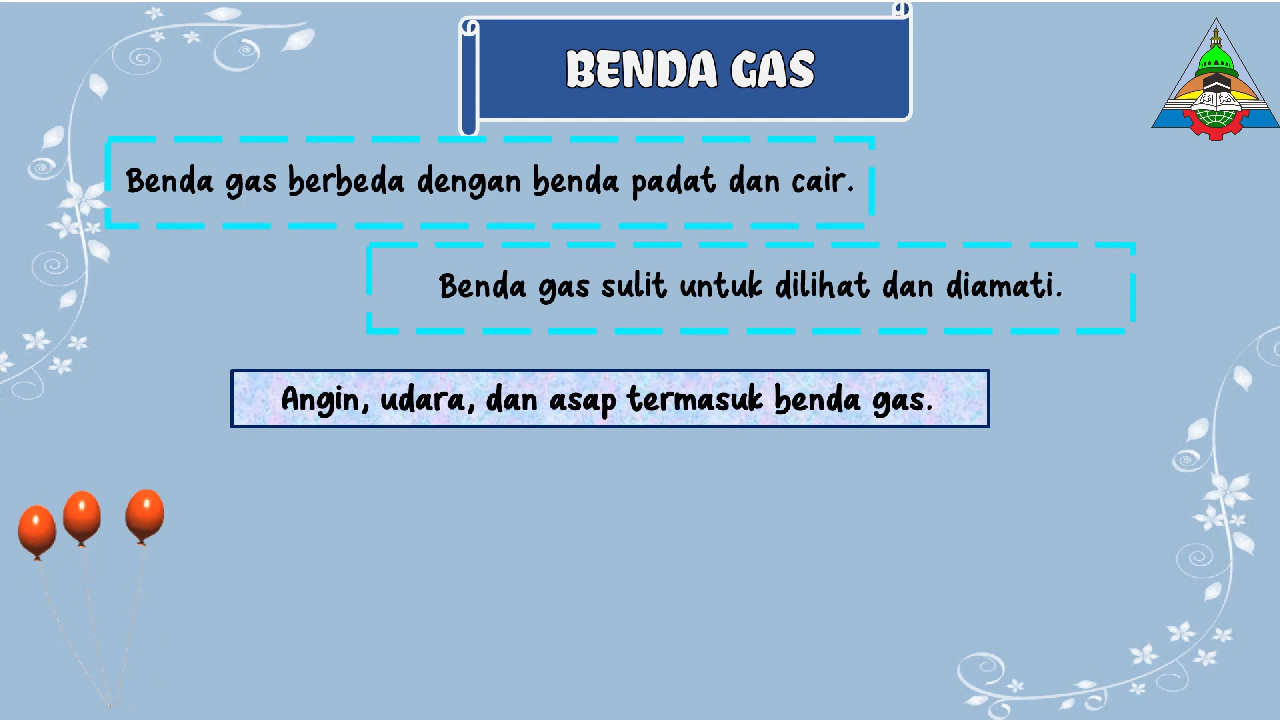 BENDA GAS
Benda gas berbeda dengan benda padat dan cair.
Benda gas sulit untuk dilihat dan diamati.
Angin, udara, dan asap termasuk benda gas.